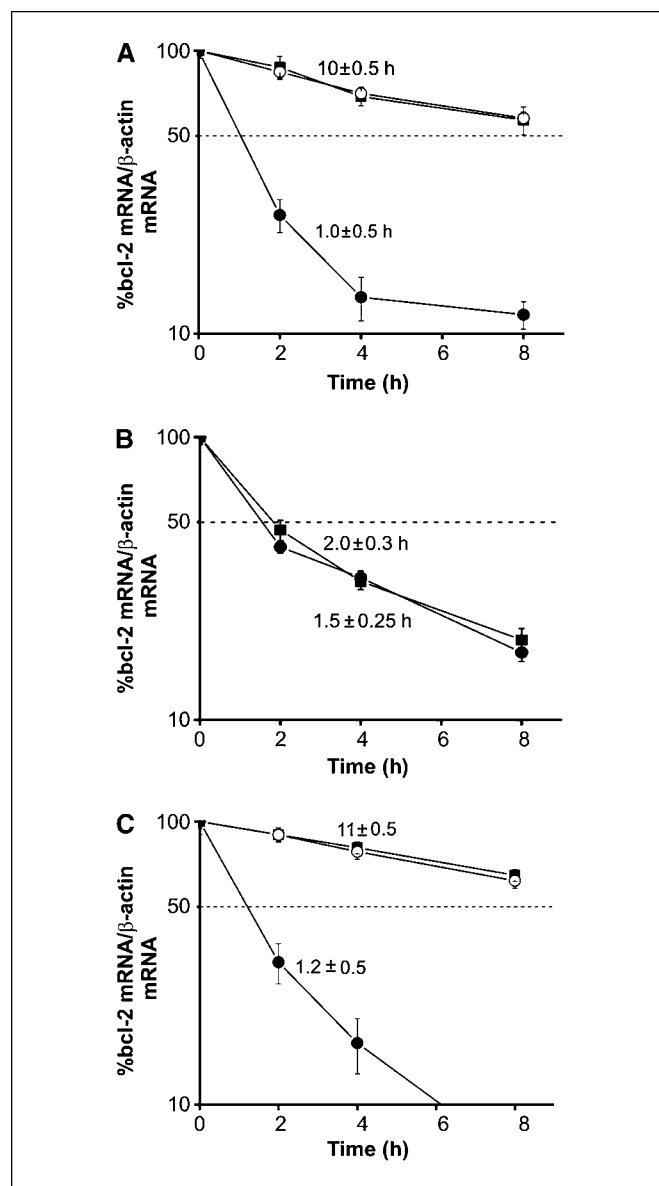 A
100
50
10
%bcl-2 mRNA/β-actin
mRNA
10±0.5 h
1.0±0.5 h
0 2 4 6 8
Time (h)
B
100
50
10
%bcl-2 mRNA/β-actin
mRNA
2.0±0.3 h
1.5±0.25 h
0 2 4 6 8
Time (h)
C
100
50
10
%bcl-2 mRNA/β-actin
mRNA
11±0.5
1.2±0.5
0 2 4 6 8
Time (h)